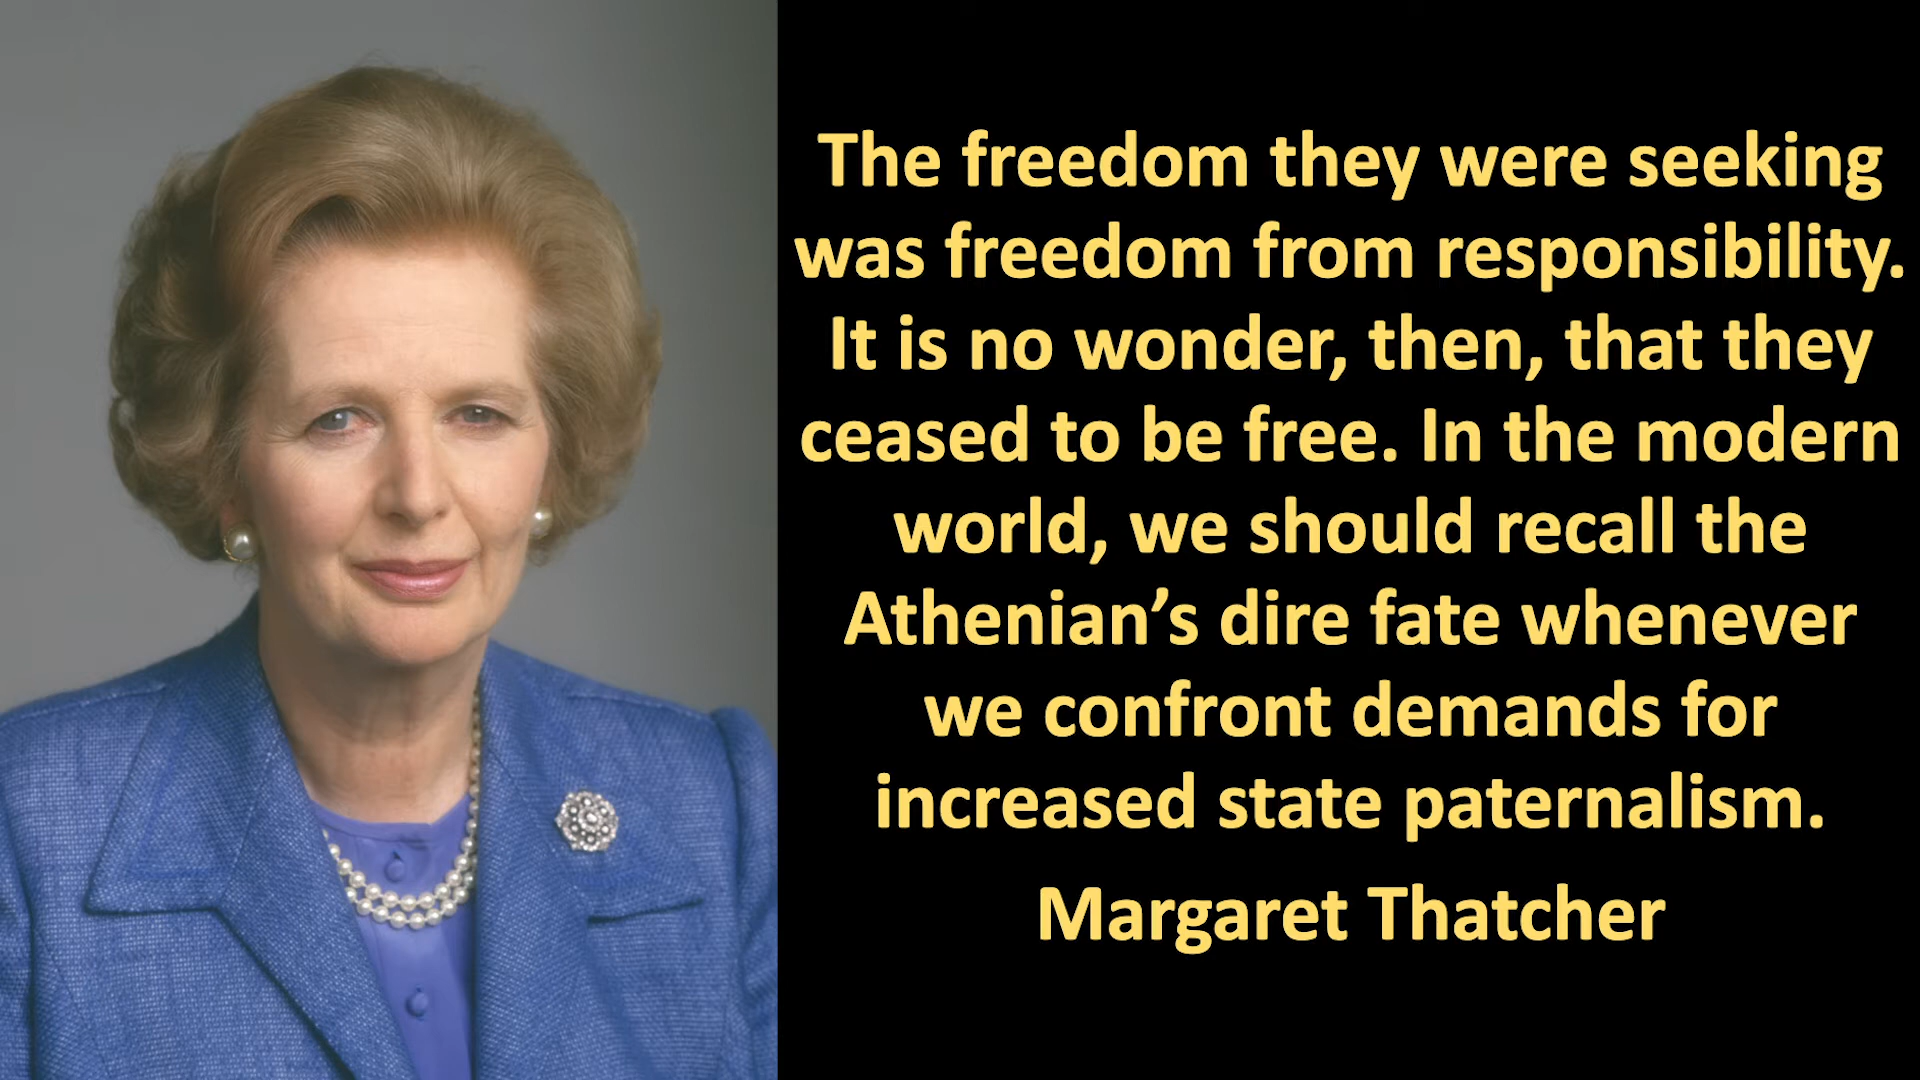 The freedom they were seeking
was freedom from responsibility.
It is no wonder, then, that they
ceased to be free. In the modern
world, we should recall the
Athenian’s dire fate whenever
we confront demands for
increased state paternalism.
Margaret Thatcher